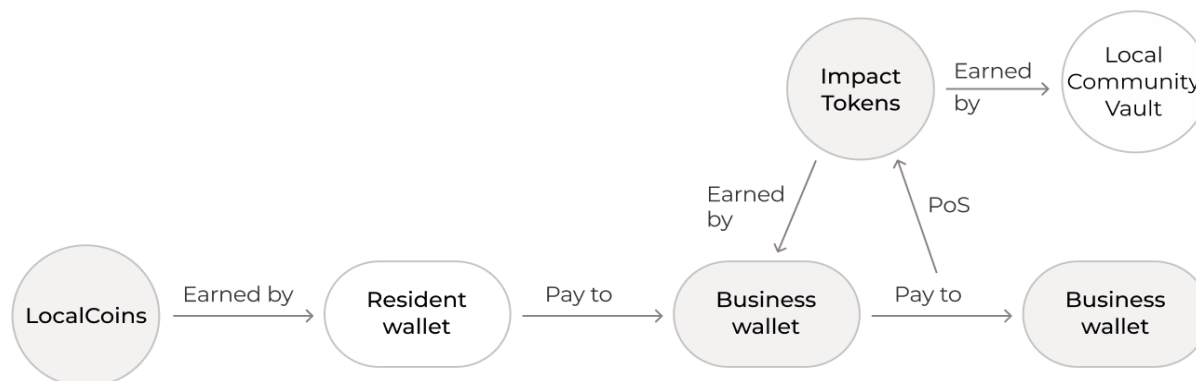 Impact
Tokens
Earned
by
Local
Community
Vault
Earned
by
PoS
LocalCoins
Earned by
Resident
wallet
Pay to
Business
wallet
Pay to
Business
wallet